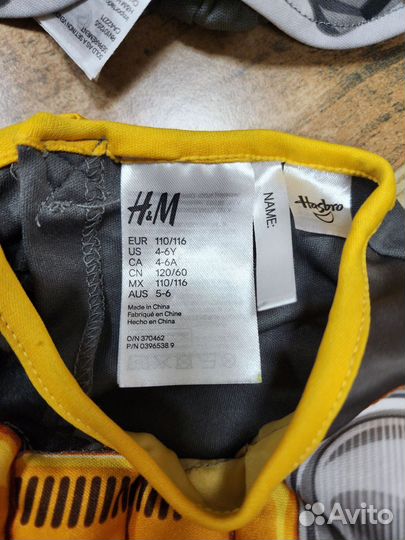 H&M
EUR 110/116
US 4-6Y
CA 4-6A
CN 120/60
MX 110/116
AUS 5-6
Made in China
Fabriqué en Chine
Hecho en China
O/N 370462
P/N 0396538 9
NAME:
Hasbro
Avito